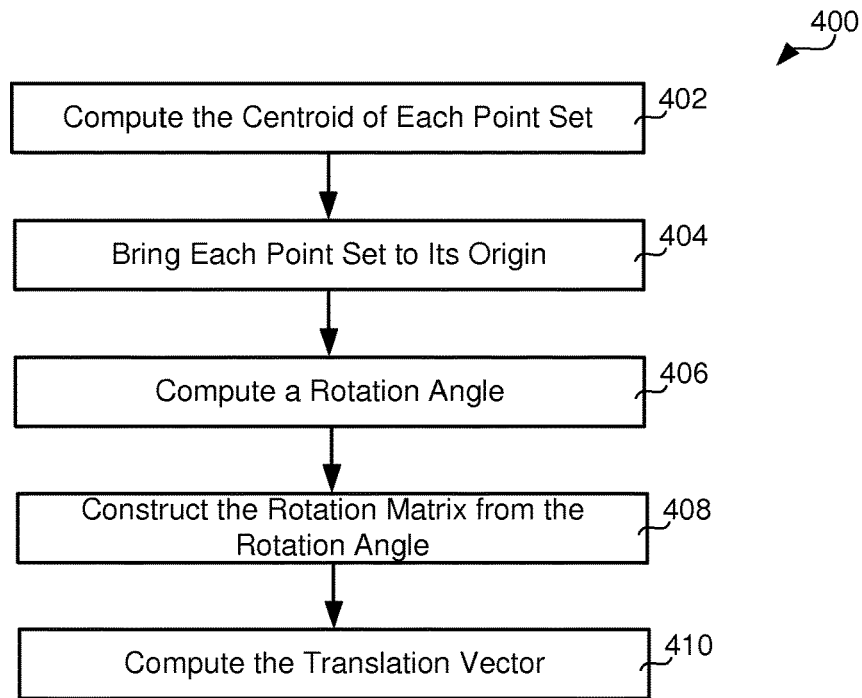 400
Compute the Centroid of Each Point Set
402
Bring Each Point Set to Its Origin
404
Compute a Rotation Angle
406
Construct the Rotation Matrix from the
Rotation Angle
408
Compute the Translation Vector
410